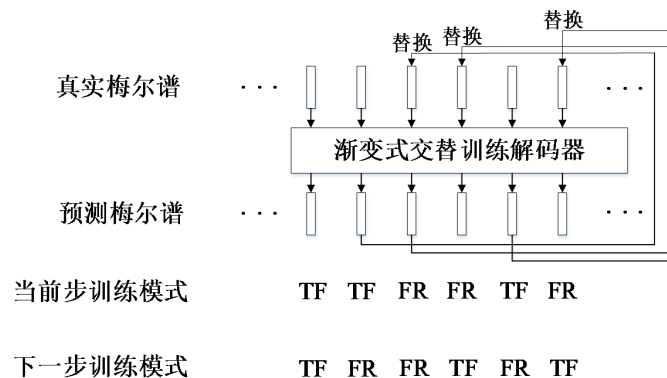 替换 替换 替换
真实梅尔谱 ··· ···
渐变式交替训练解码器
预测梅尔谱 ··· ···
当前步训练模式 TF TF FR FR TF FR
下一步训练模式 TF FR FR TF FR TF